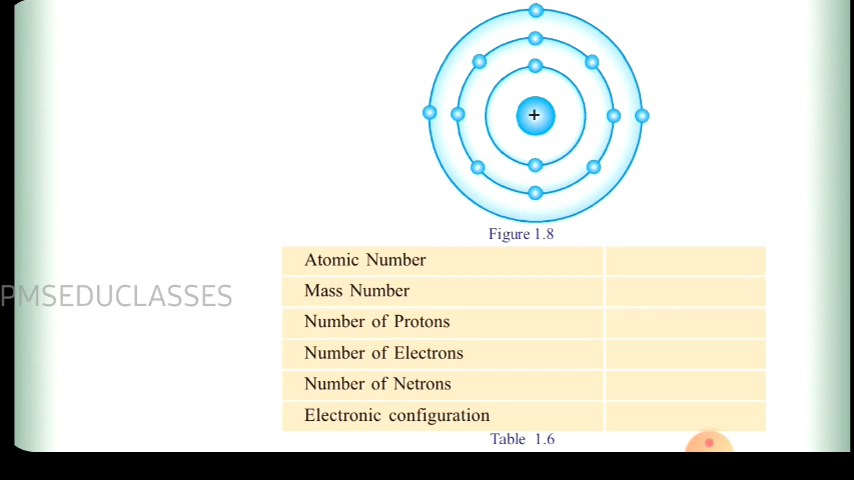 +
Figure 1.8
Atomic Number
PMSEDUCLASSES
Mass Number
Number of Protons
Number of Electrons
Number of Netrons
Electronic configuration
Table 1.6